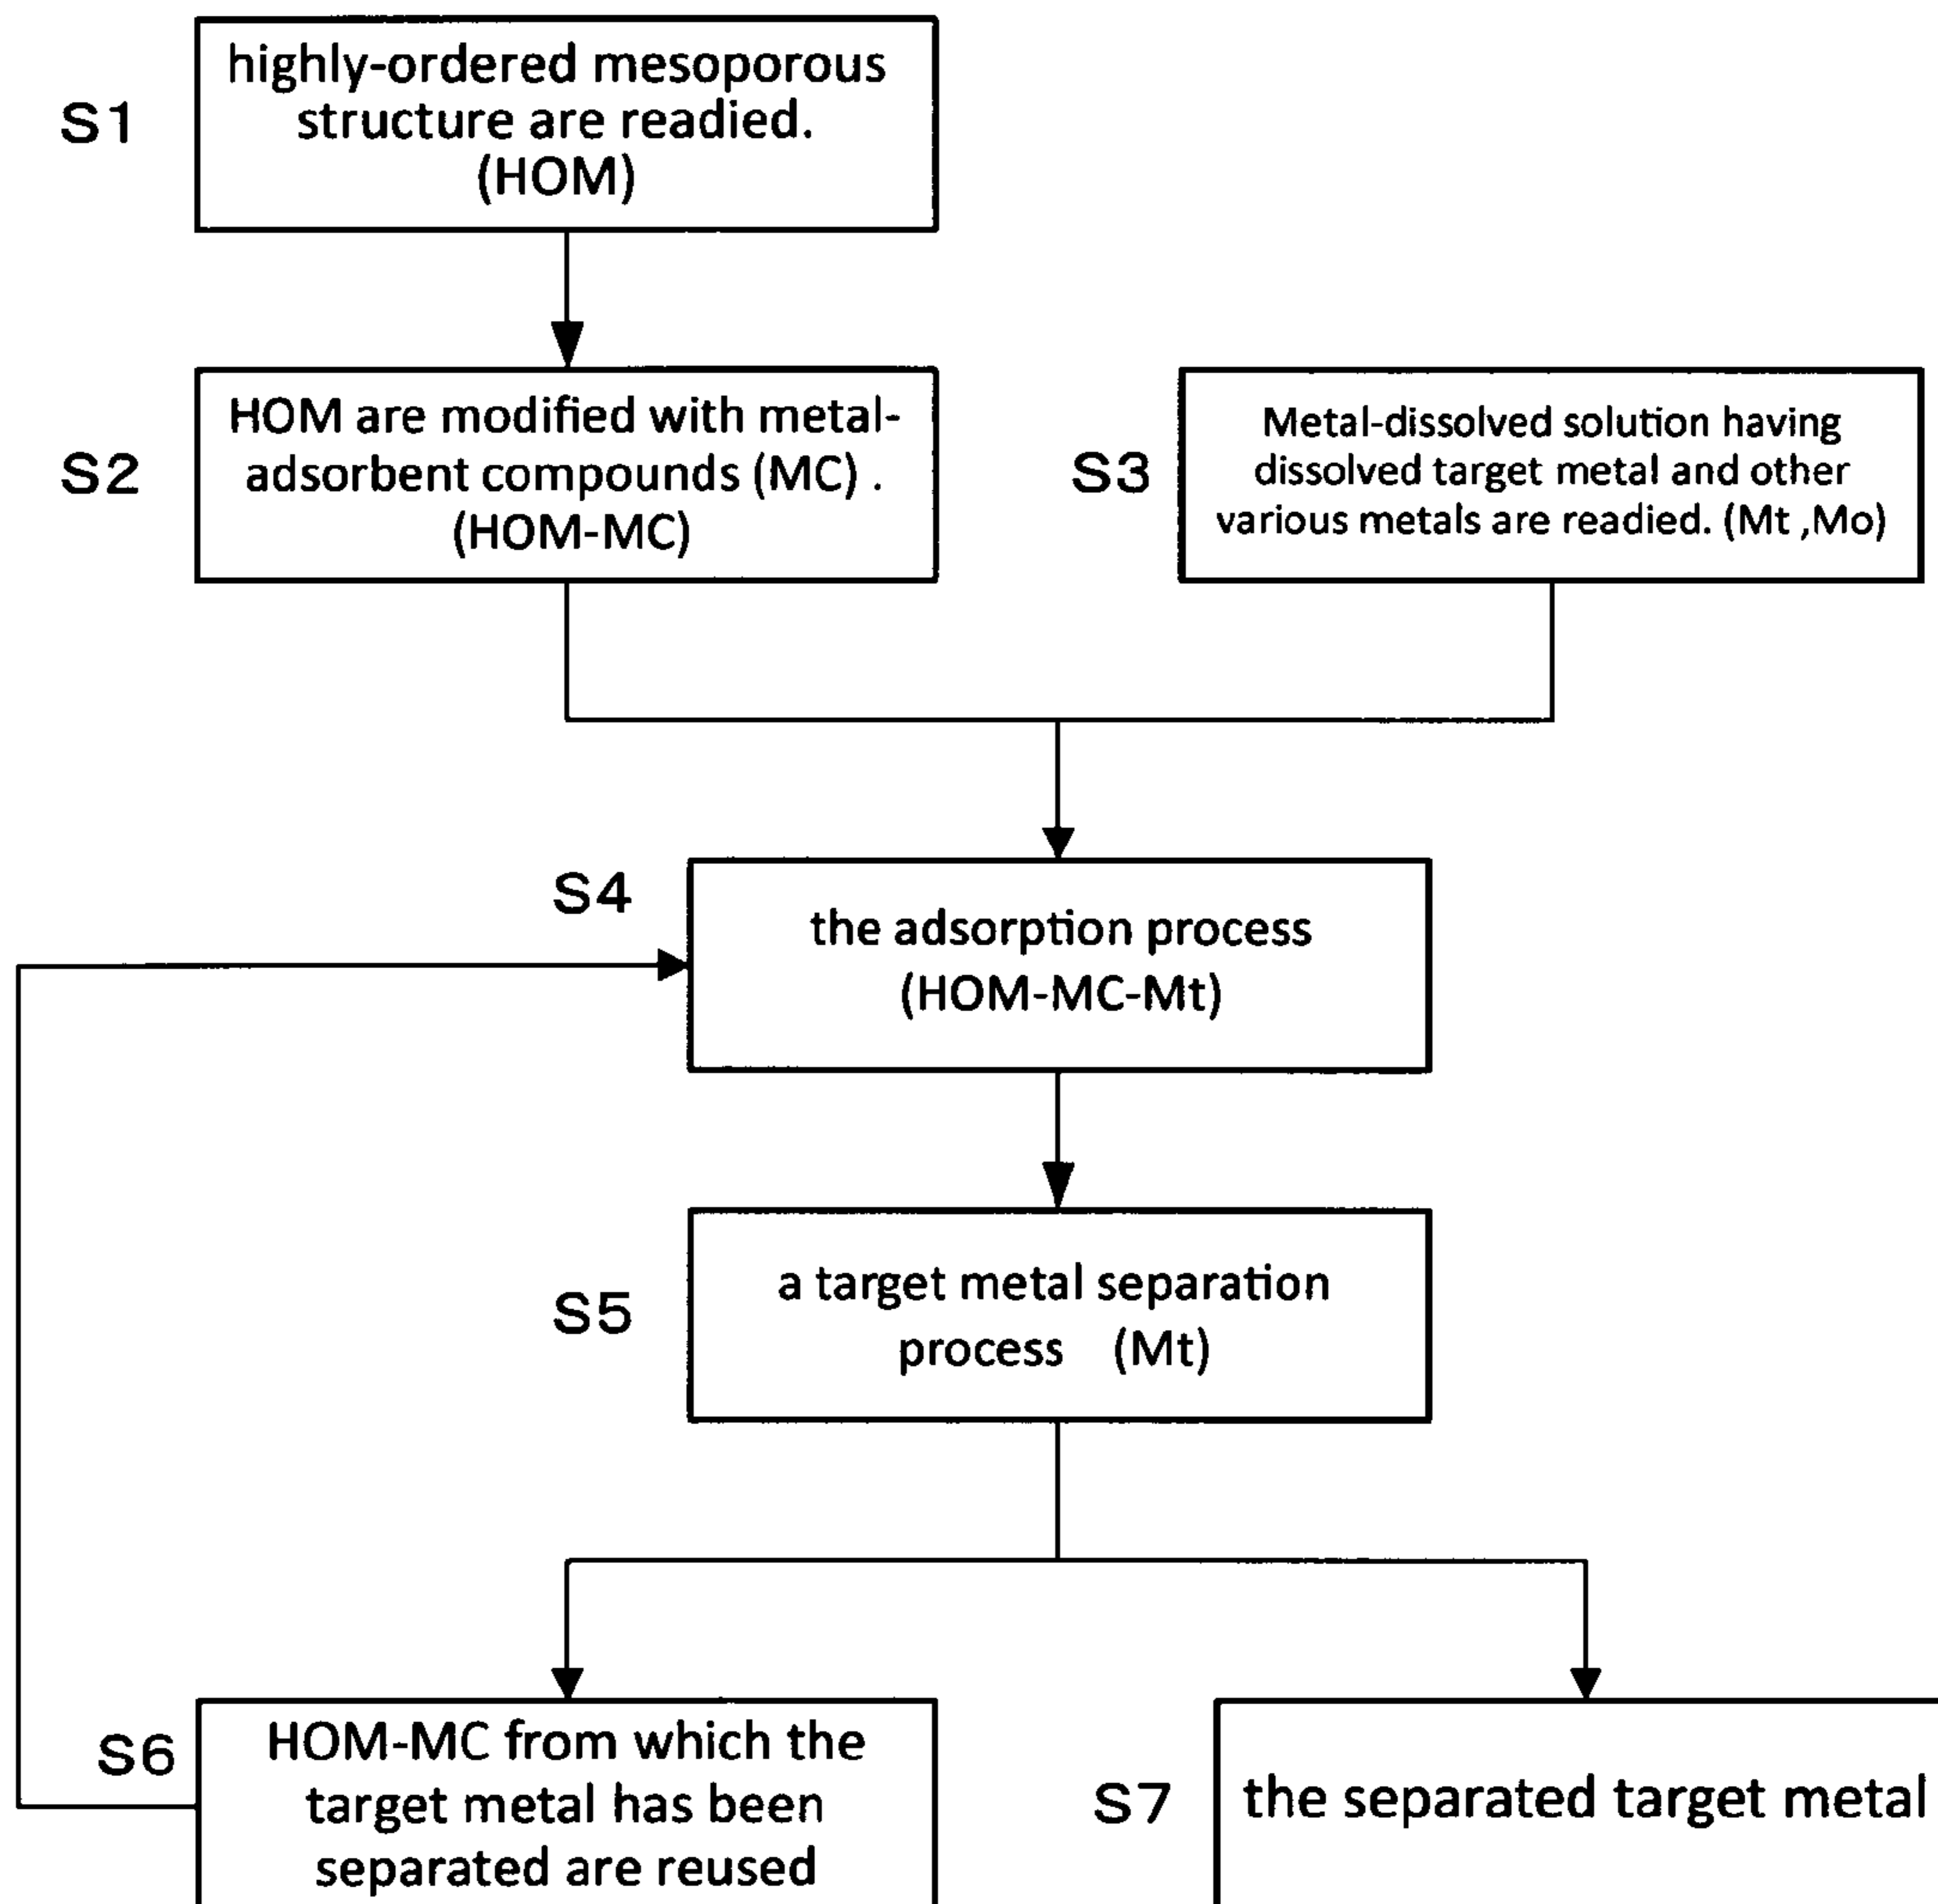 S1
highly-ordered mesoporous
structure are readied.
(HOM)
S2
HOM are modified with metal-
adsorbent compounds (MC) .
(HOM-MC)
S3
Metal-dissolved solution having
dissolved target metal and other
various metals are readied. (Mt ,Mo)
S4
the adsorption process
(HOM-MC-Mt)
S5
a target metal separation
process (Mt)
S6
HOM-MC from which the
target metal has been
separated are reused
S7
the separated target metal